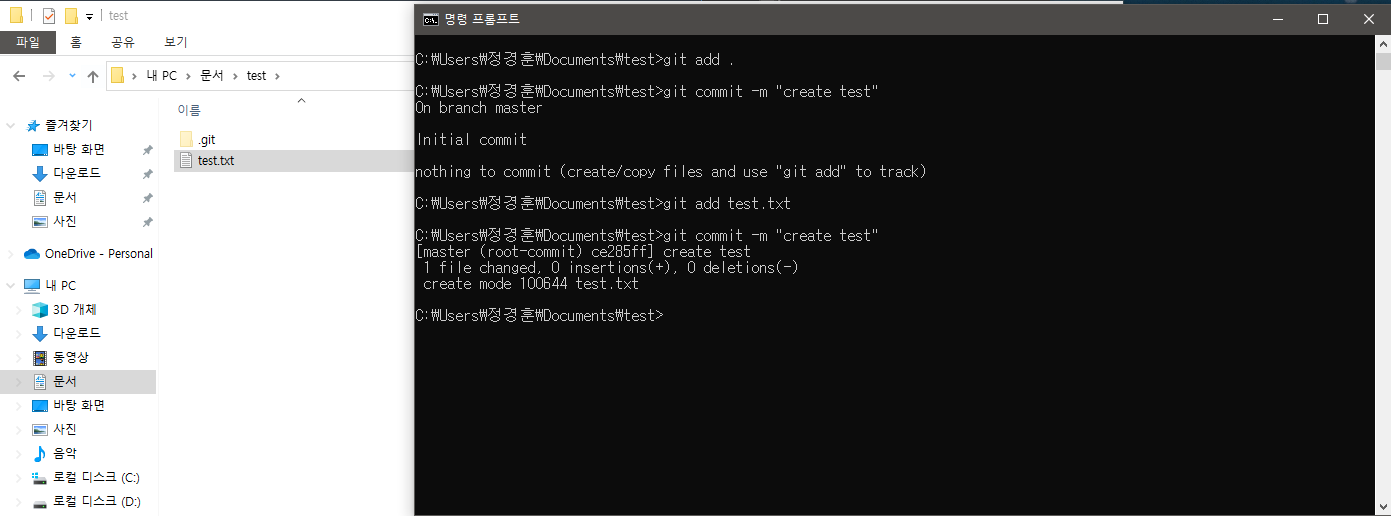 test
파일
홈
공유
보기
내 PC
문서
test
이름
.git
test.txt
즐겨찾기
바탕 화면
다운로드
문서
사진
OneDrive - Personal
내 PC
3D 개체
다운로드
동영상
문서
바탕 화면
사진
음악
로컬 디스크 (C:)
로컬 디스크 (D:)
명령 프롬프트
C:₩Users₩정경훈₩Documents₩test>git add .
C:₩Users₩정경훈₩Documents₩test>git commit -m "create test"
On branch master
Initial commit
nothing to commit (create/copy files and use "git add" to track)
C:₩Users₩정경훈₩Documents₩test>git add test.txt
C:₩Users₩정경훈₩Documents₩test>git commit -m "create test"
[master (root-commit) ce285ff] create test
1 file changed, 0 insertions(+), 0 deletions(-)
create mode 100644 test.txt
C:₩Users₩정경훈₩Documents₩test>